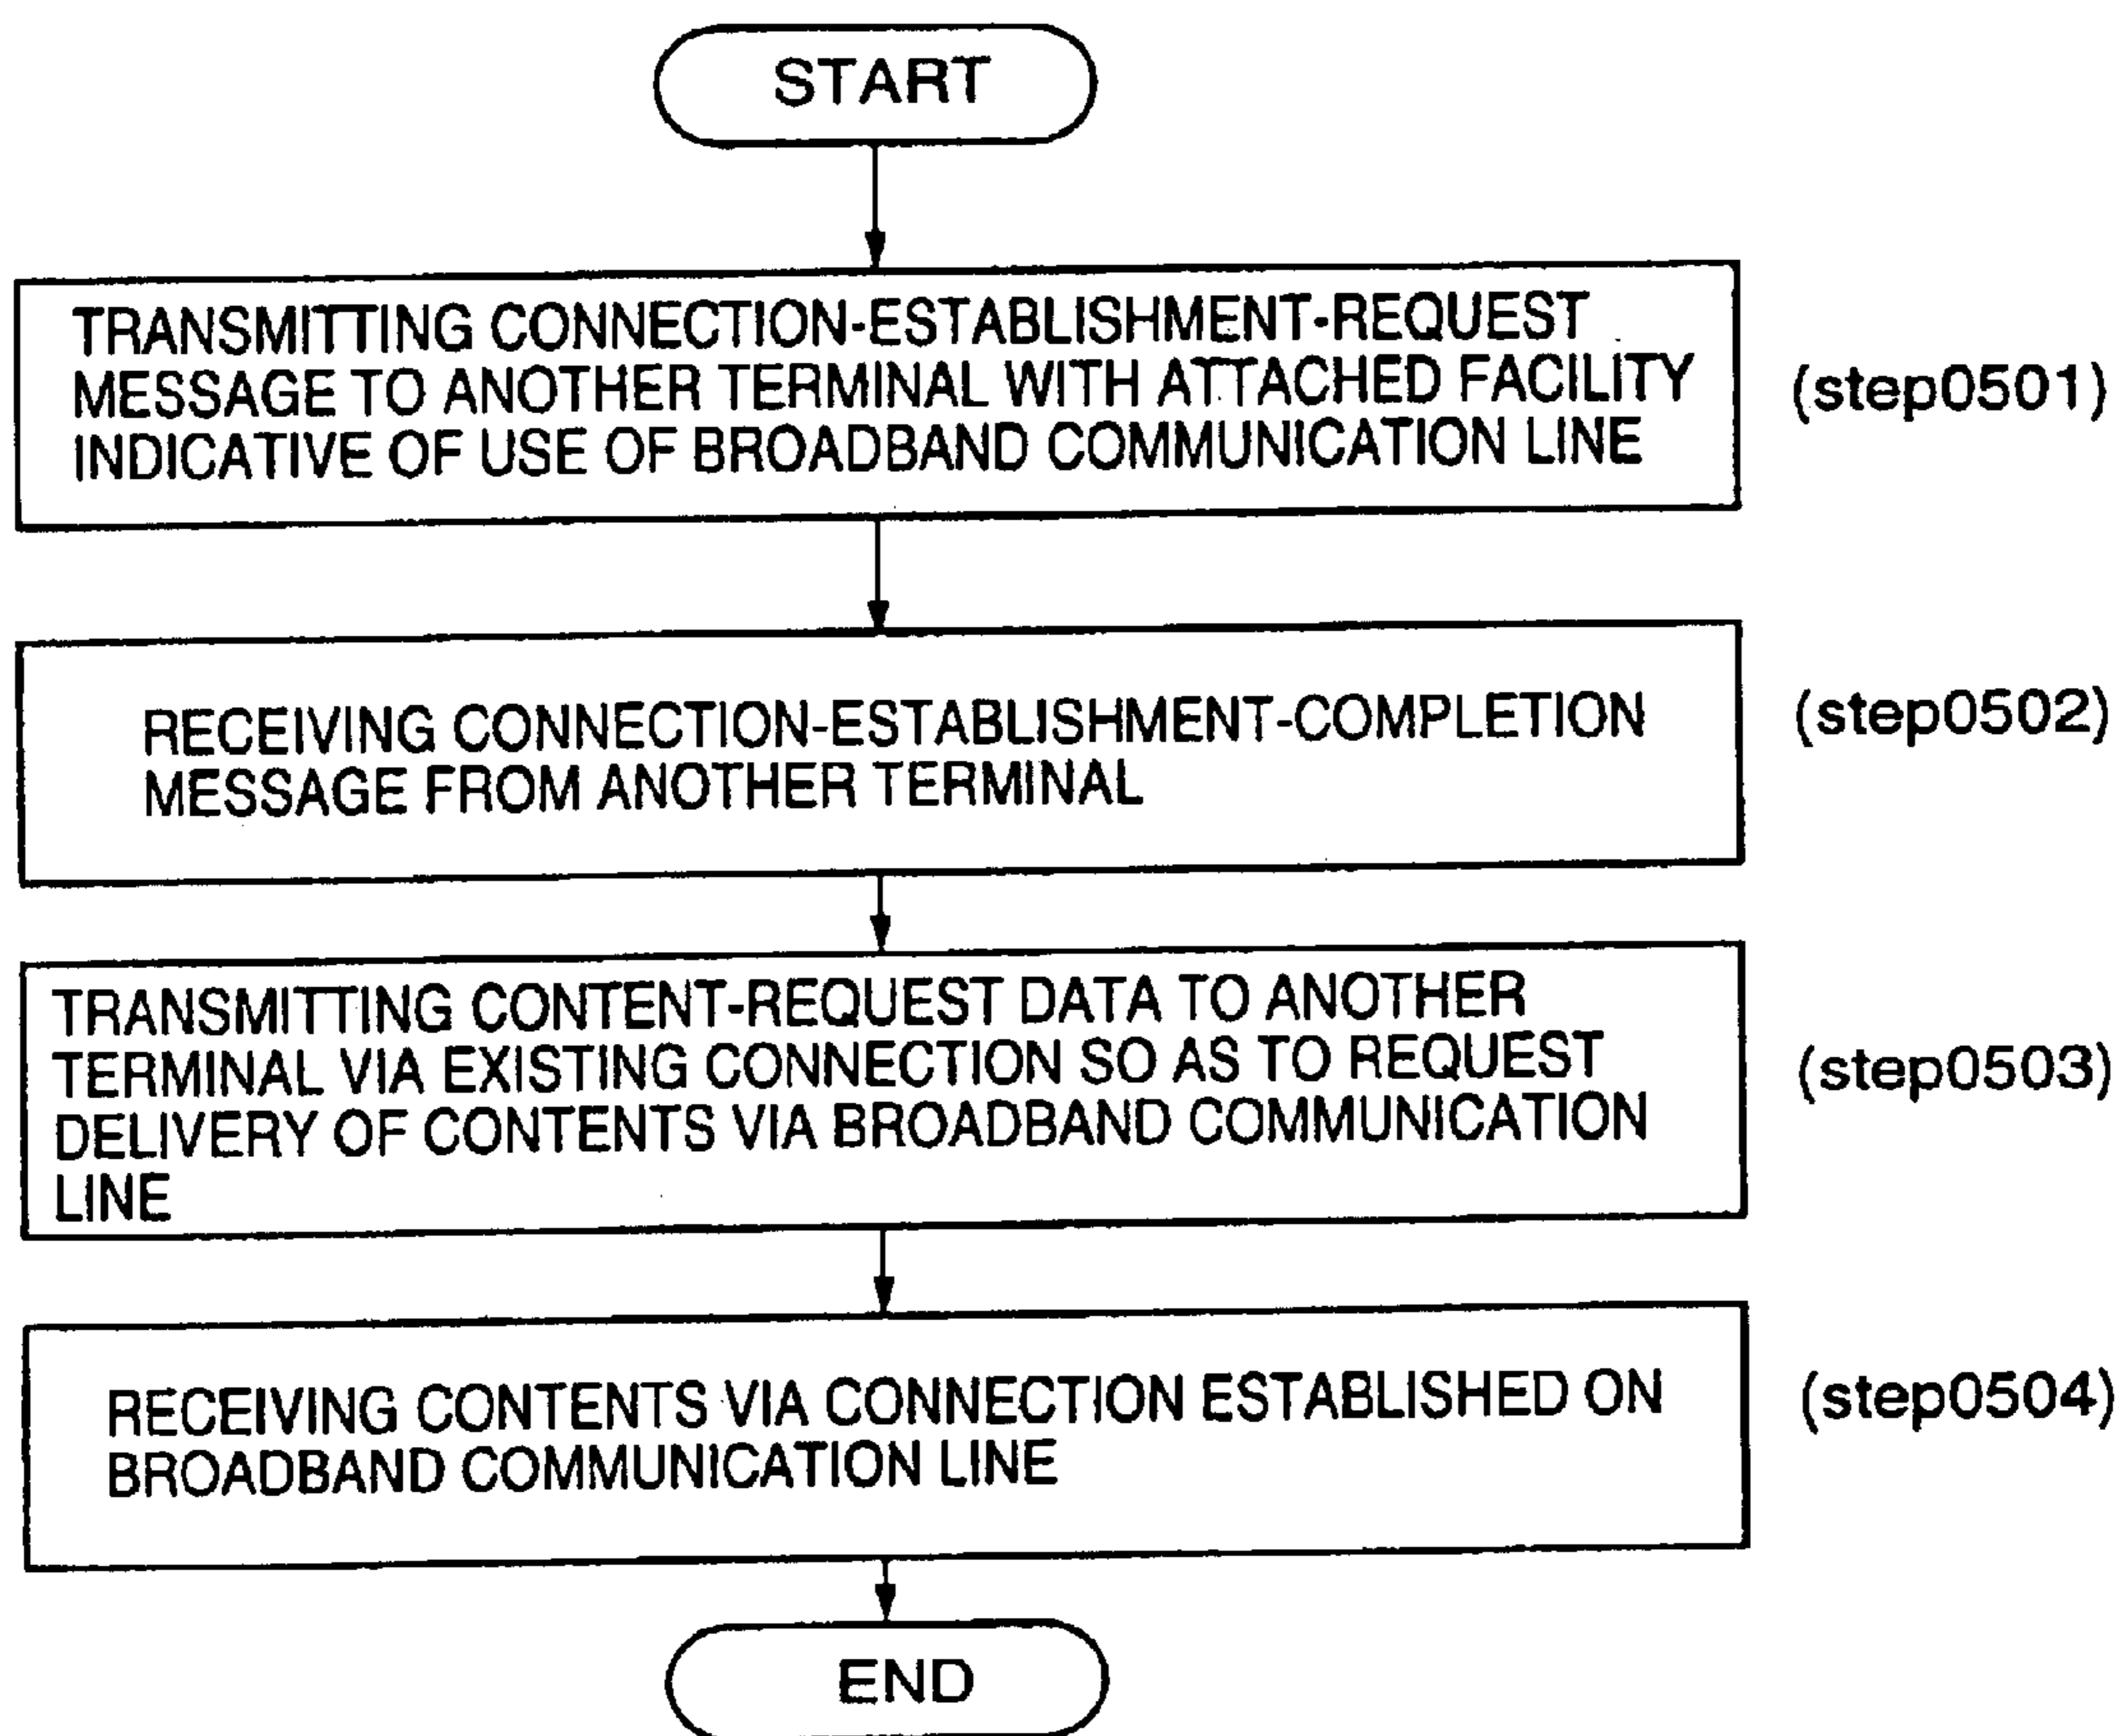 START
TRANSMITTING CONNECTION-ESTABLISHMENT-REQUEST
MESSAGE TO ANOTHER TERMINAL WITH ATTACHED FACILITY
INDICATIVE OF USE OF BROADBAND COMMUNICATION LINE
(step0501)
RECEIVING CONNECTION-ESTABLISHMENT-COMPLETION
MESSAGE FROM ANOTHER TERMINAL
(step0502)
TRANSMITTING CONTENT-REQUEST DATA TO ANOTHER
TERMINAL VIA EXISTING CONNECTION SO AS TO REQUEST
DELIVERY OF CONTENTS VIA BROADBAND COMMUNICATION
LINE
(step0503)
RECEIVING CONTENTS VIA CONNECTION ESTABLISHED ON
BROADBAND COMMUNICATION LINE
(step0504)
END